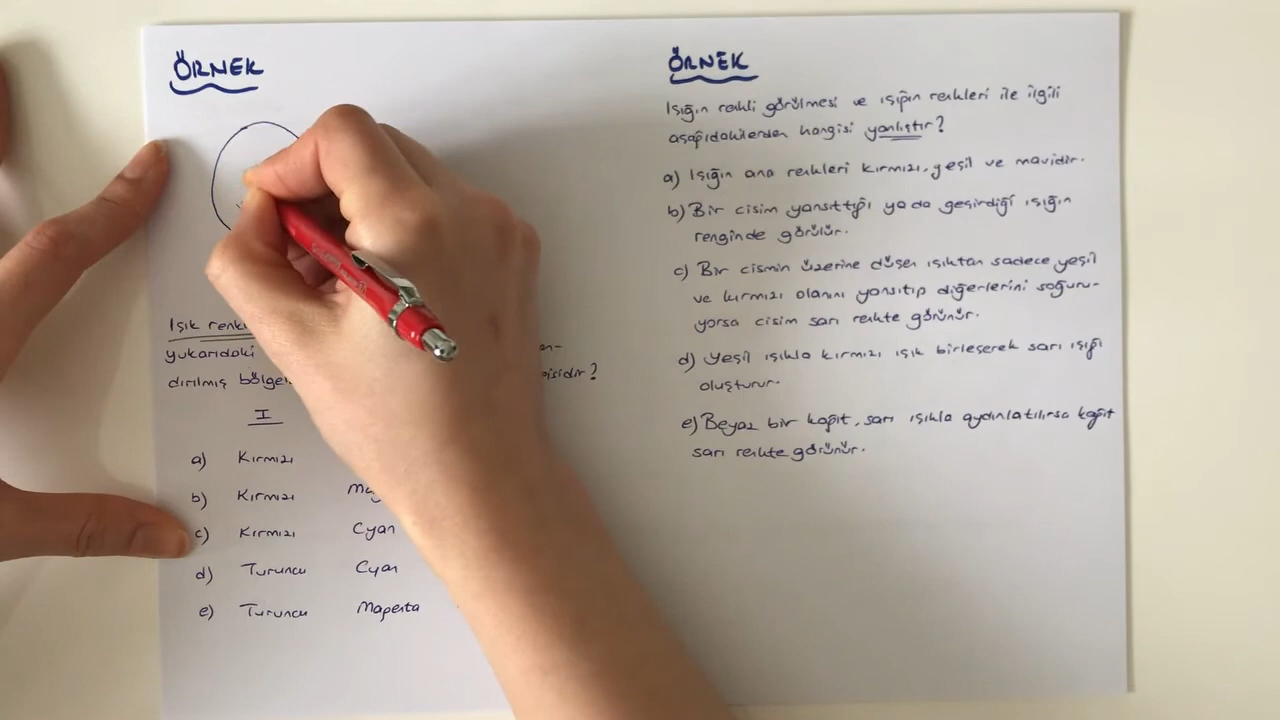 ÖRNEK
Işık
yukarıdaki
dırılmış
I
a) Kırmızı
b) Kırmızı
c) Kırmızı Cyan
d) Turuncu Cyan
e) Turuncu Magenta
ÖRNEK
Işığın renkli görülmesi ve ışığın renkleri ile ilgili
aşağıdakilerden hangisi yanlıştır?
a) Işığın ana renkleri kırmızı, yeşil ve mavidir.
b) Bir cisim yansıttığı ya da geçirdiği ışığın
renginde görülür.
c) Bir cismin üzerine düşen ışıktan sadece yeşil
ve kırmızı olanını yansıtıp diğerlerini soğuru-
yorsa cisim sarı renkte görünür.
d) Yeşil ışıkla kırmızı ışık birleşerek sarı ışığı
oluşturur.
e) Beyaz bir kağıt, sarı ışıkla aydınlatılırsa kağıt
sarı renkte görünür.